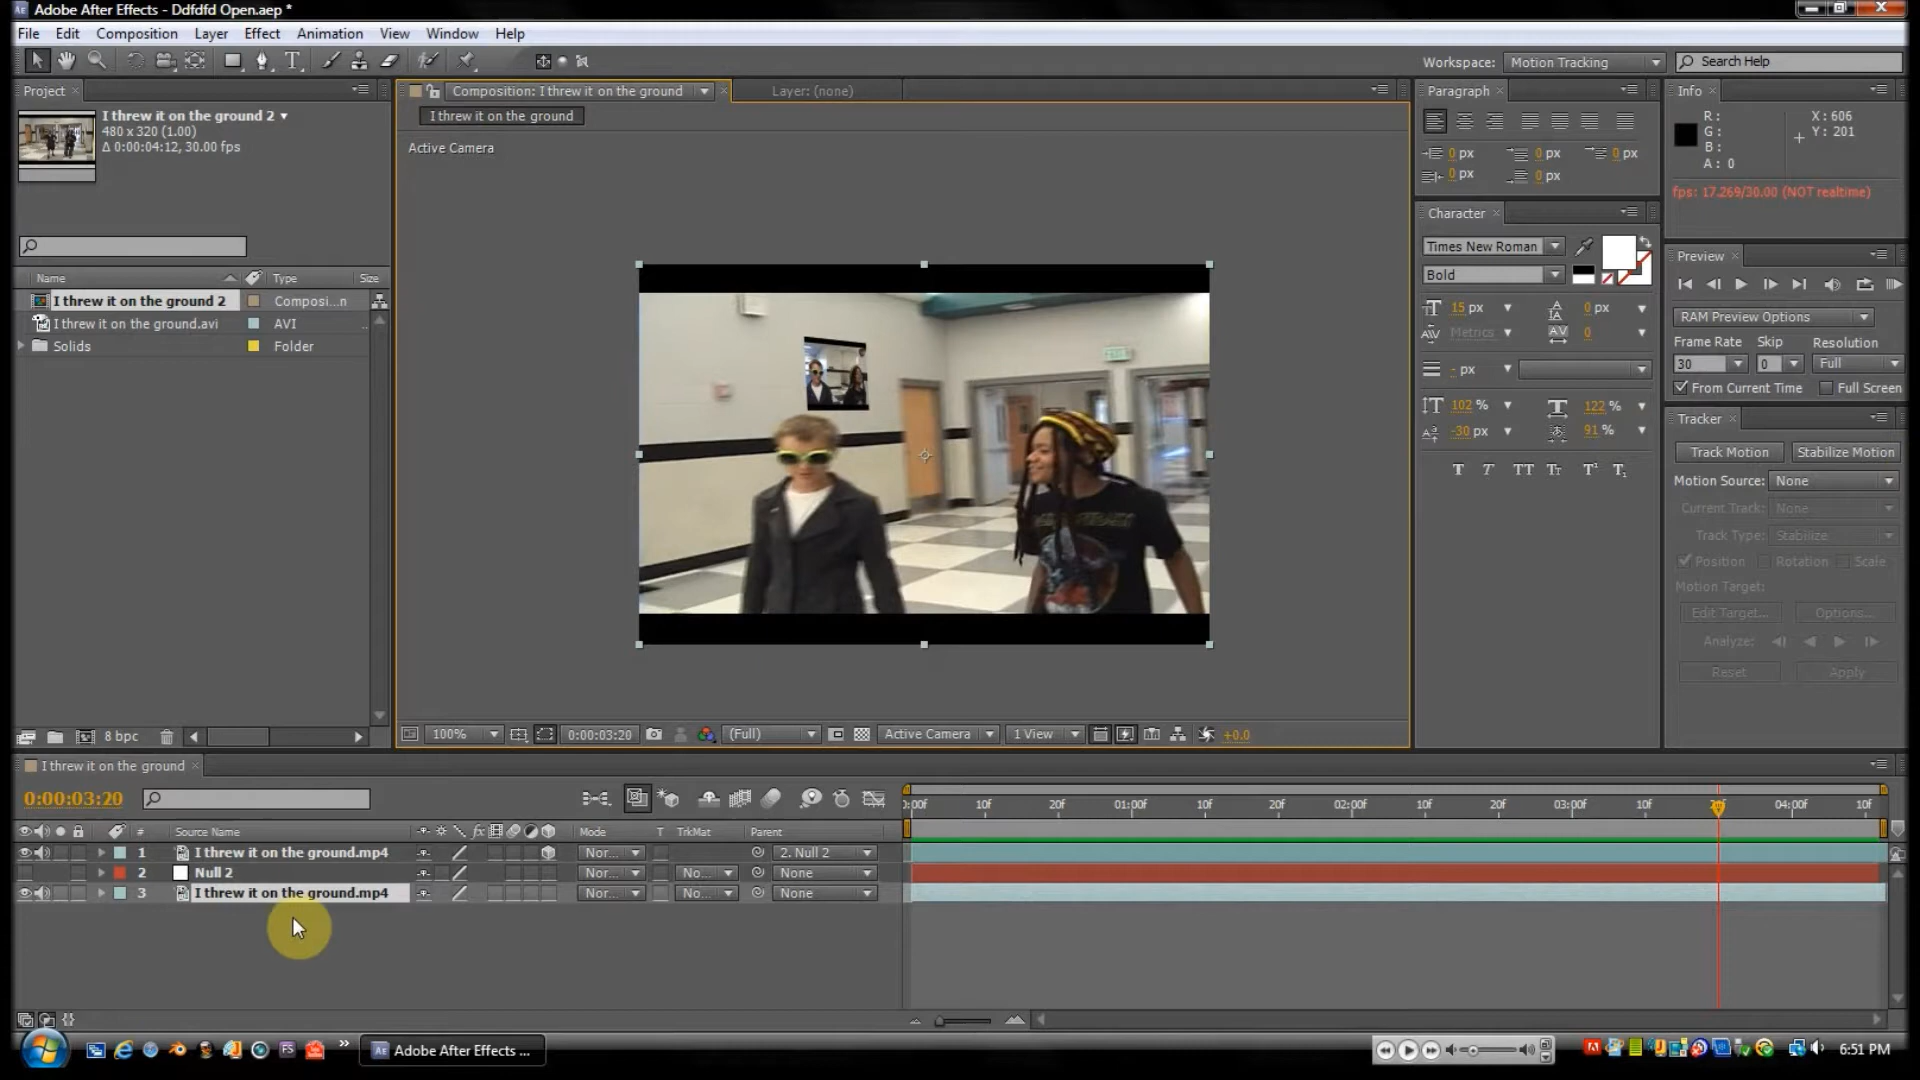 Adobe After Effects - Ddfdfd Open.aep *
File Edit Composition Layer Effect Animation View Window Help
Workspace: Motion Tracking
Search Help
Project
I threw it on the ground 2
480 x 320 (1.00)
Δ 0:00:04:12, 30.00 fps
Name Type Size
I threw it on the ground 2 Composi...n
I threw it on the ground.avi AVI
Solids Folder
8 bpc
Composition: I threw it on the ground
Layer: (none)
I threw it on the ground
Active Camera
100% 0:00:03:20 (Full) Active Camera 1 View +0.0
Paragraph
0 px 0 px 0 px
0 px 0 px
Character
Times New Roman
Bold
15 px 0 px
Metrics 0
- px
102 % 122 %
-30 px 91 %
T T TT Tt T¹ T₁
Info
R : X : 606
G : Y : 201
B :
A : 0
fps: 17.269/30.00 (NOT realtime)
Preview
RAM Preview Options
Frame Rate Skip Resolution
30 0 Full
From Current Time Full Screen
Tracker
Track Motion Stabilize Motion
Motion Source: None
Current Track: None
Track Type: Stabilize
Position Rotation Scale
Motion Target:
Edit Target... Options...
Analyze:
Reset Apply
I threw it on the ground
0:00:03:20
# Source Name Mode T TrkMat Parent
1 I threw it on the ground.mp4 Nor... 2. Null 2
2 Null 2 Nor... No... None
3 I threw it on the ground.mp4 Nor... No... None
):00f 10f 20f 01:00f 10f 20f 02:00f 10f 20f 03:00f 10f 04:00f 10f
Adobe After Effects ...
6:51 PM